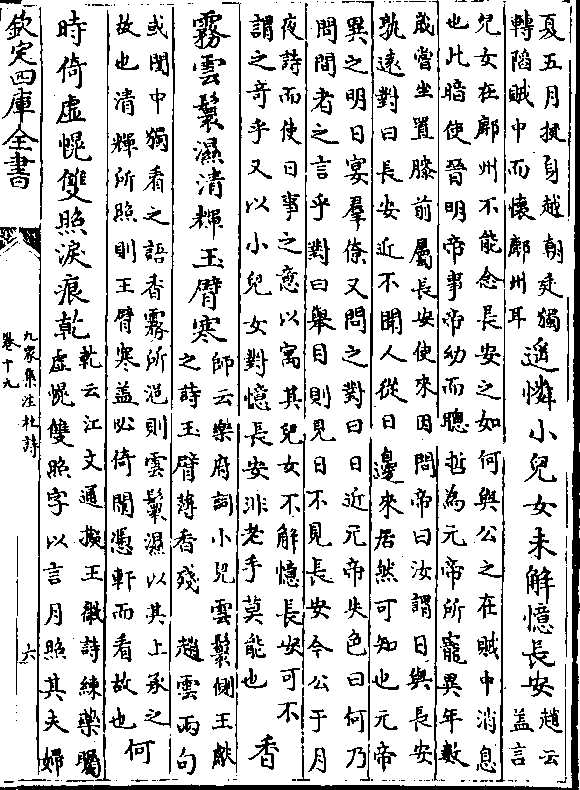 夏五月挺身越朝庭獨
轉陷賊中而懷鄜州耳
遥憐小兒女未解憶長安
趙云
蓋言
兒女在鄜州不能念長安之如何與公之在賊中消息
也此暗使晉明帝事帝幼而聰哲為元帝所寵異年數
歲嘗坐置膝前屬長安使來因問帝曰汝謂日與長安
孰遠對曰長安近不聞人從日邊來居然可知也元帝
異之明日宴羣僚又問之對曰日近元帝失色曰何乃
問間者之言乎對曰舉目則見日不見長安今公于月
夜詩而使日事之意以寓其兒女不解憶長安可不
謂之奇乎又以小兒女對憶長安非老手莫能也
香
霧雲鬟濕清輝玉臂寒
師云樂府詞小兒雲鬟側王獻
之詩玉臂薄香殘 趙云兩句
或閨中獨看之語香霧所浥則雲鬟濕以其上承之
故也清輝所照則玉臂寒蓋必倚闌憑軒而看故也
何
時倚虛幌雙照淚痕乾
乾云江文通擬王徵詩練藥矚
虛幌雙照字以言月照其夫婦
欽定四庫全書
九家集注杜詩
卷十九
六